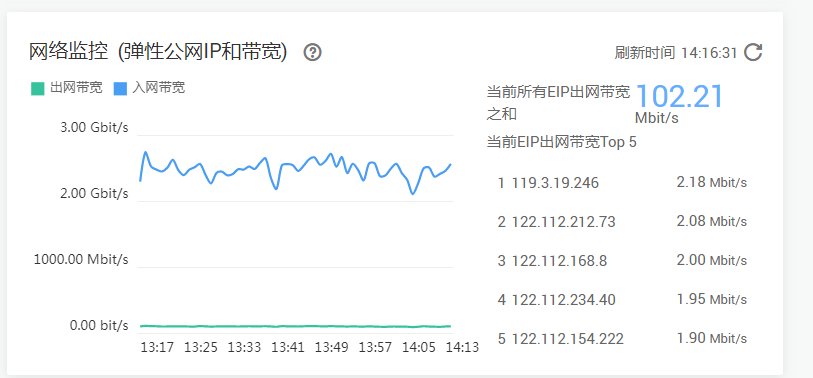 网络监控 (弹性公网IP和带宽) ?
刷新时间 14:16:31
出网带宽 入网带宽
3.00 Gbit/s
2.00 Gbit/s
1000.00 Mbit/s
0.00 bit/s
13:17 13:25 13:33 13:41 13:49 13:57 14:05 14:13
当前所有EIP出网带宽
之和
102.21
Mbit/s
当前EIP出网带宽Top 5
1 119.3.19.246 2.18 Mbit/s
2 122.112.212.73 2.08 Mbit/s
3 122.112.168.8 2.00 Mbit/s
4 122.112.234.40 1.95 Mbit/s
5 122.112.154.222 1.90 Mbit/s